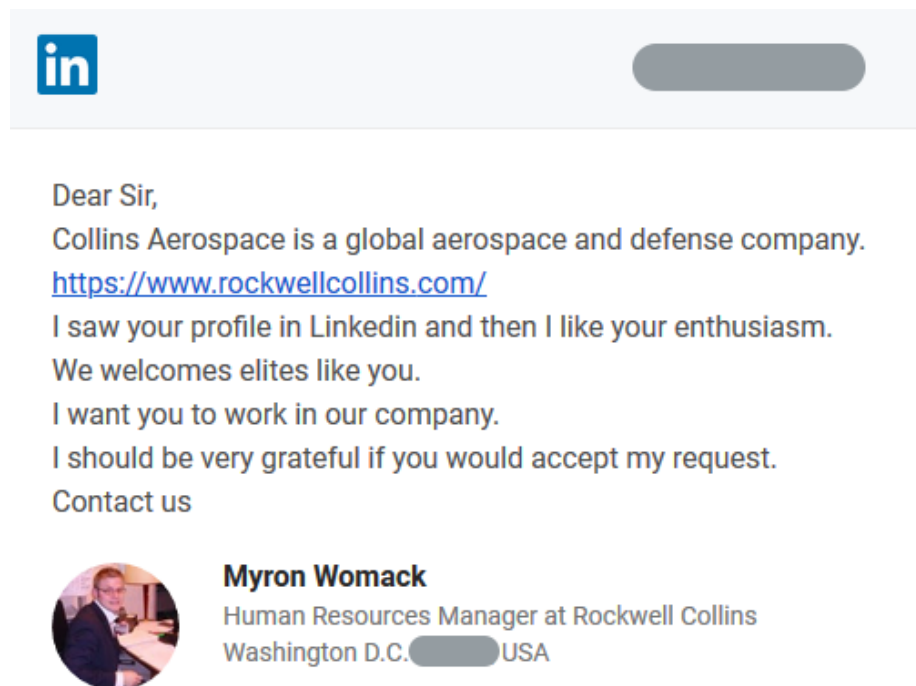 in
Dear Sir,
Collins Aerospace is a global aerospace and defense company.
https://www.rockwellcollins.com/
I saw your profile in Linkedin and then I like your enthusiasm.
We welcomes elites like you.
I want you to work in our company.
I should be very grateful if you would accept my request.
Contact us
Myron Womack
Human Resources Manager at Rockwell Collins
Washington D.C. USA